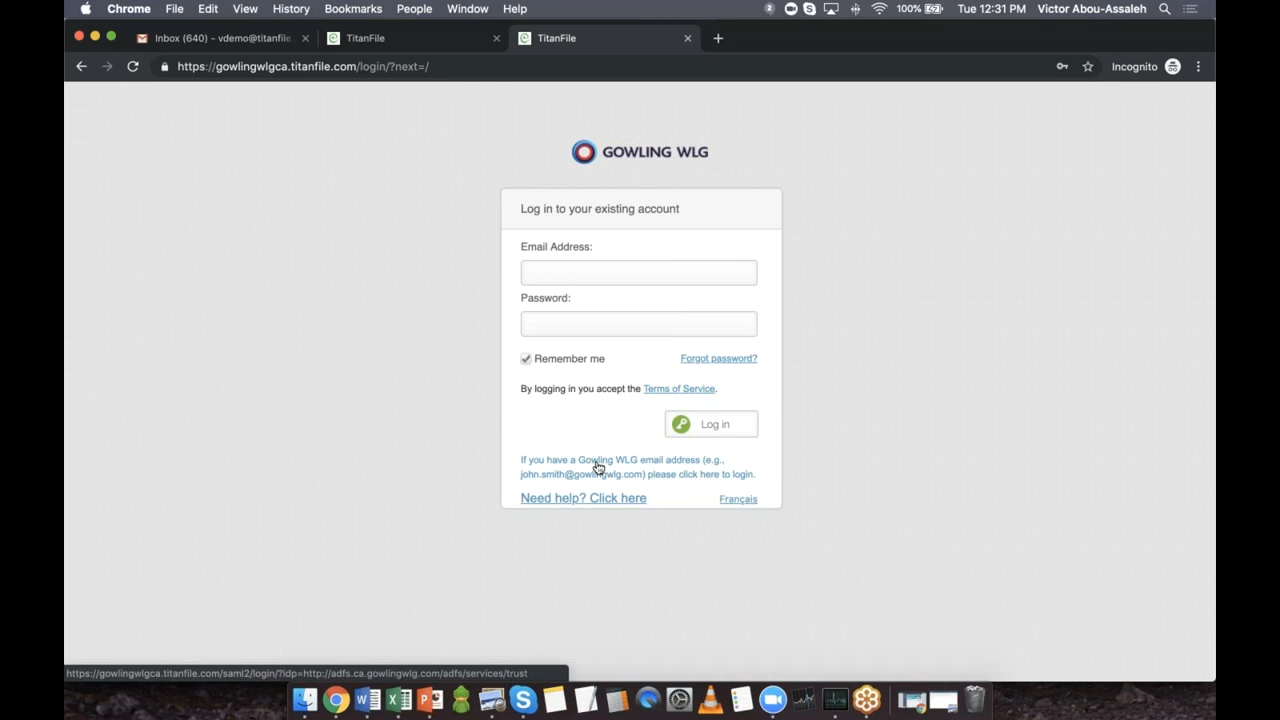 Chrome File Edit View History Bookmarks People Window Help 100% Tue 12:31 PM Victor Abou-Assaleh
Inbox (640) - vdemo@titanfile. TitanFile TitanFile
https://gowlingwlgca.titanfile.com/login/?next=/ Incognito
GOWLING WLG
Log in to your existing account
Email Address:
Password:
Remember me Forgot password?
By logging in you accept the Terms of Service.
Log in
If you have a Gowling WLG email address (e.g.,
john.smith@gowlingwlg.com) please click here to login.
Need help? Click here Français
https://gowlingwlgca.titanfile.com/saml2/login/?idp=http://adfs.ca.gowlingwlg.com/adfs/services/trust